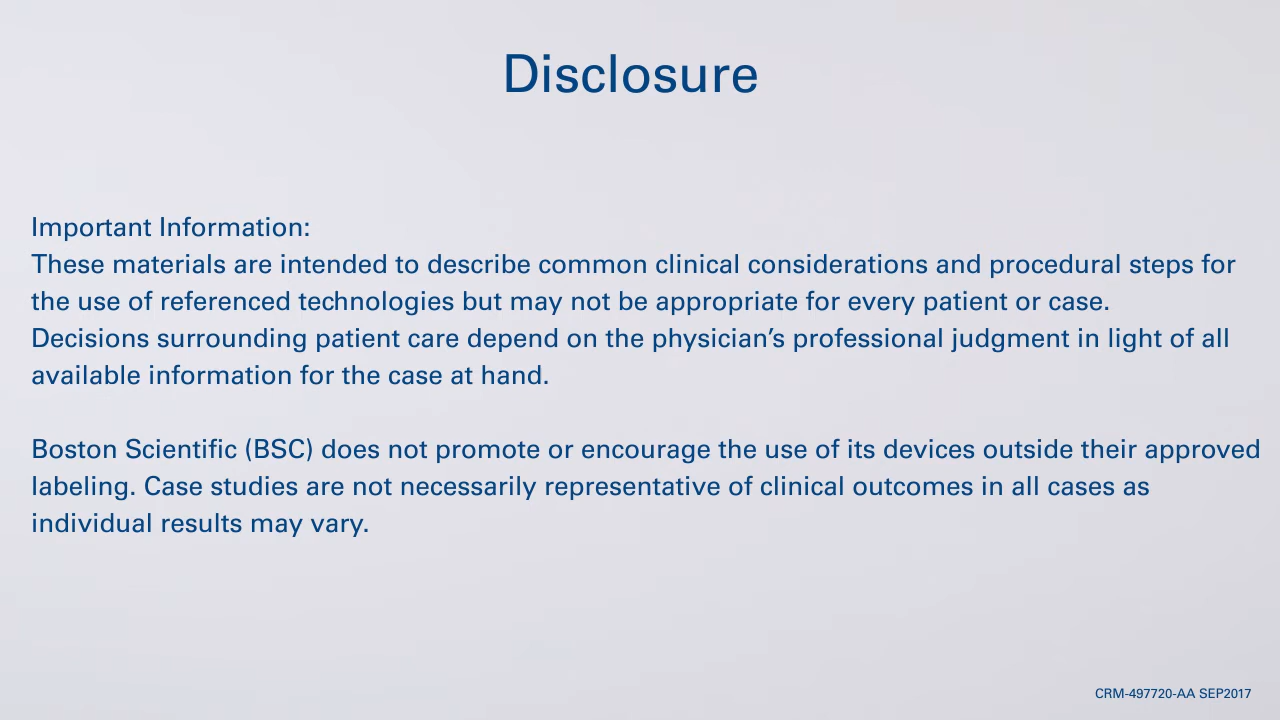 Disclosure
Important Information:
These materials are intended to describe common clinical considerations and procedural steps for
the use of referenced technologies but may not be appropriate for every patient or case.
Decisions surrounding patient care depend on the physician’s professional judgment in light of all
available information for the case at hand.
Boston Scientific (BSC) does not promote or encourage the use of its devices outside their approved
labeling. Case studies are not necessarily representative of clinical outcomes in all cases as
individual results may vary.
CRM-497720-AA SEP2017